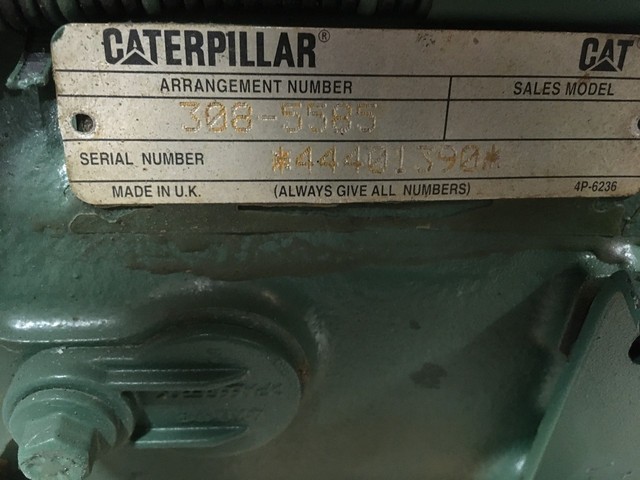 CATERPILLAR® CAT
ARRANGEMENT NUMBER SALES MODEL
308-5585
SERIAL NUMBER *44401390*
MADE IN U.K. (ALWAYS GIVE ALL NUMBERS) 4P-6236